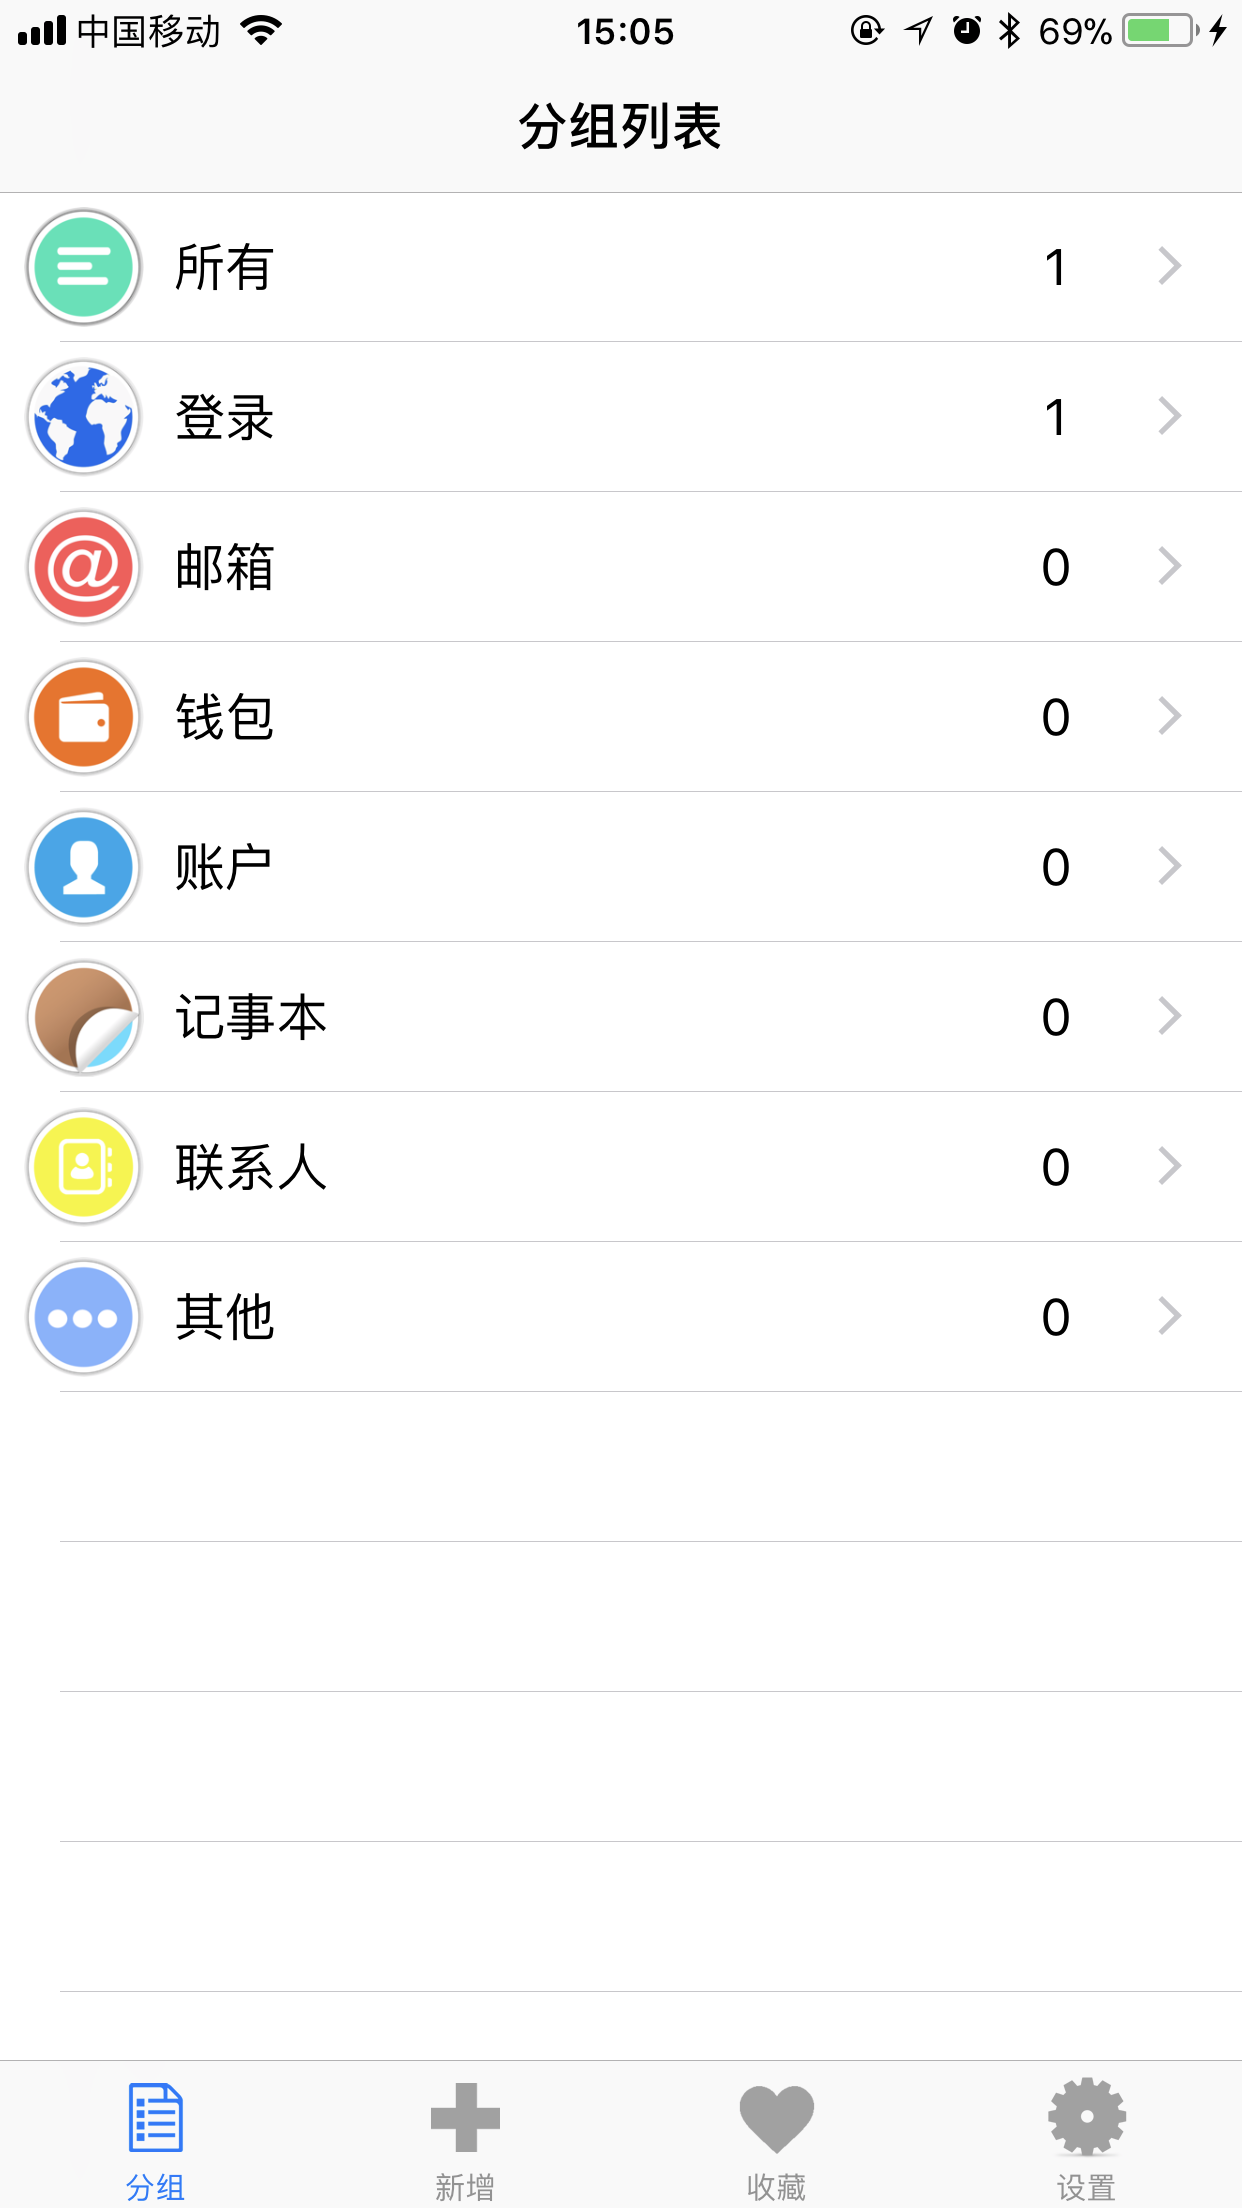 中国移动 15:05 69%
分组列表
所有 1
登录 1
邮箱 0
钱包 0
账户 0
记事本 0
联系人 0
其他 0
分组 新增 收藏 设置